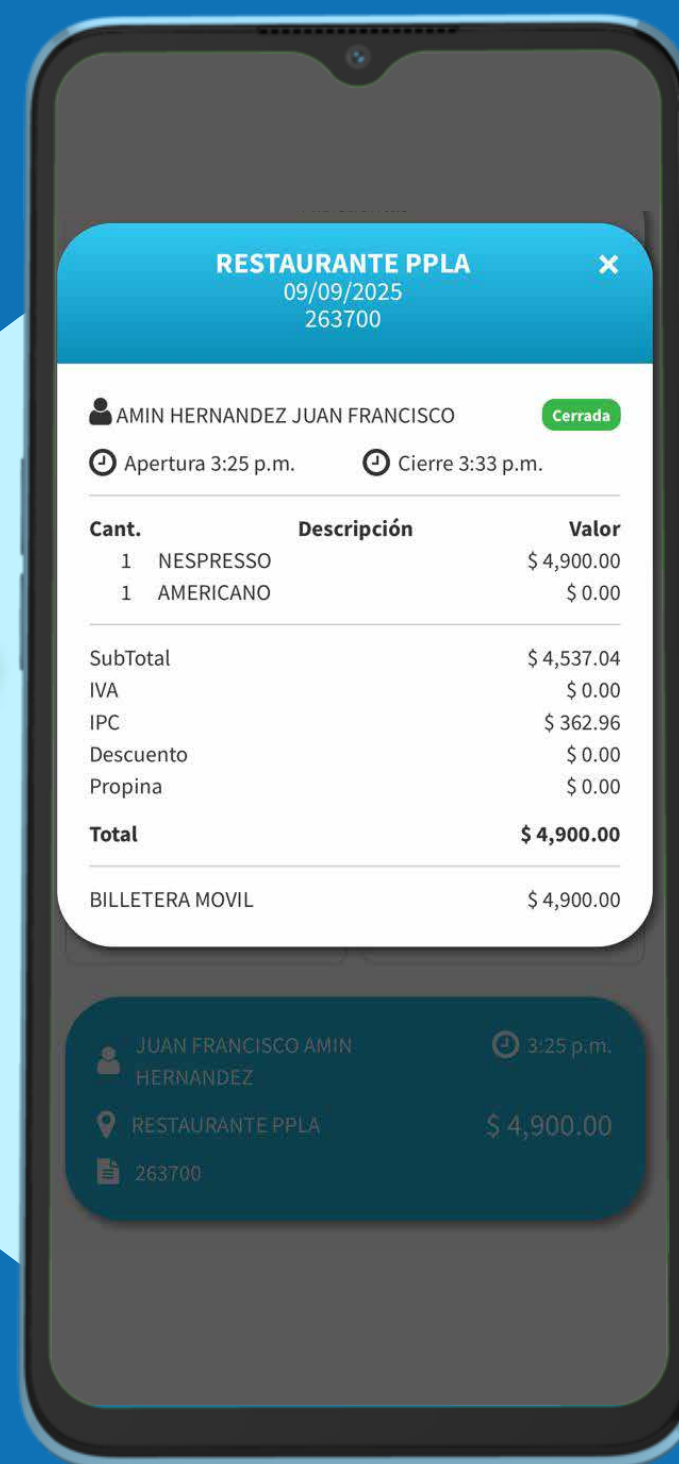 RESTAURANTE PPLA ×
09/09/2025
263700
AMIN HERNANDEZ JUAN FRANCISCO Cerrada
Apertura 3:25 p.m. Cierre 3:33 p.m.
Cant. Descripción Valor
1 NESPRESSO $ 4,900.00
1 AMERICANO $ 0.00
SubTotal $ 4,537.04
IVA $ 0.00
IPC $ 362.96
Descuento $ 0.00
Propina $ 0.00
Total $ 4,900.00
BILLETERA MOVIL $ 4,900.00
JUAN FRANCISCO AMIN 3:25 p.m.
HERNANDEZ
RESTAURANTE PPLA $ 4,900.00
263700